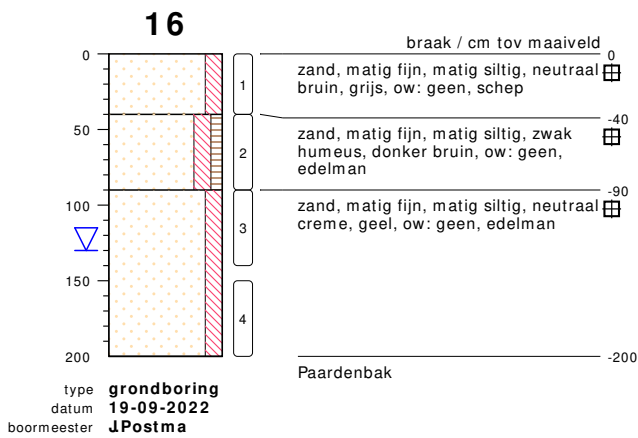 16
braak / cm tov maaiveld
0
0
zand, matig fijn, matig siltig, neutraal
bruin, grijs, ow: geen, schep
1
-40
50
zand, matig fijn, matig siltig, zwak
humeus, donker bruin, ow: geen,
edelman
2
-90
100
zand, matig fijn, matig siltig, neutraal
creme, geel, ow: geen, edelman
3
150
4
200
-200
Paardenbak
type grondboring
datum 19-09-2022
boormeester J.Postma